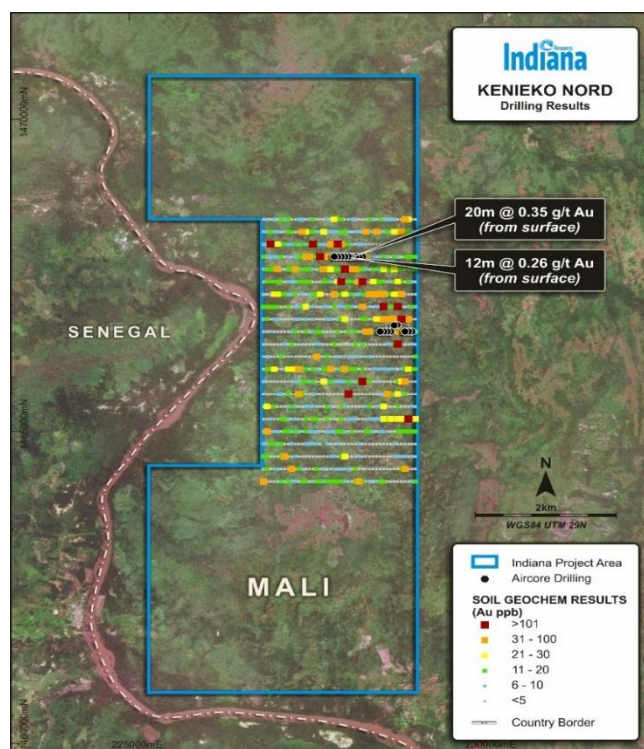 Indiana
Resources
KENIEKO NORD
Drilling Results
1470000mN
20m @ 0.35 g/t Au
(from surface)
12m @ 0.26 g/t Au
(from surface)
SENEGAL
N
2km
WGS84 UTM 29N
MALI
Indiana Project Area
Aircore Drilling
SOIL GEOCHEM RESULTS
(Au ppb)
>101
31 - 100
21 - 30
11 - 20
6 - 10
<5
Country Border
225000mE